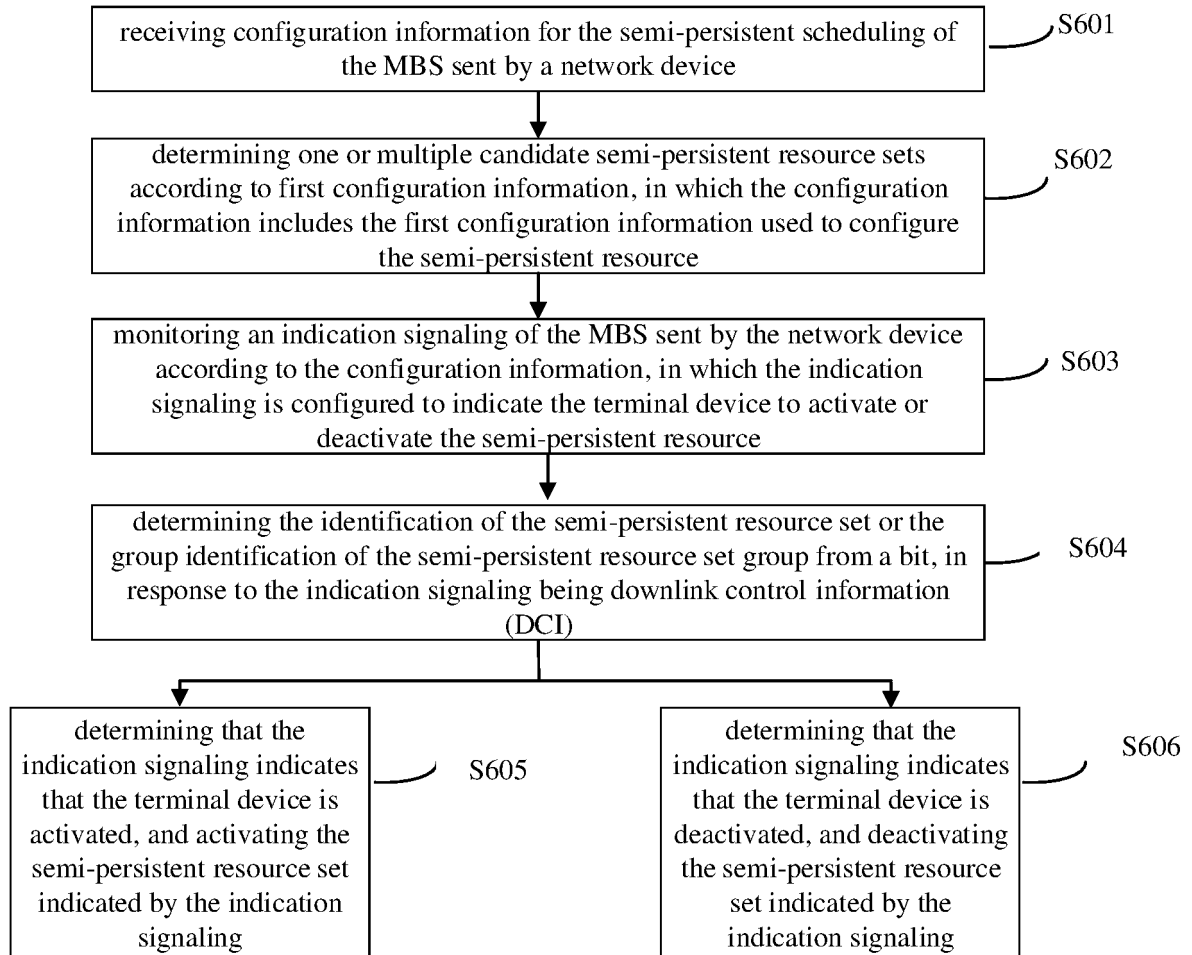 receiving configuration information for the semi-persistent scheduling of
the MBS sent by a network device
S601
determining one or multiple candidate semi-persistent resource sets
according to first configuration information, in which the configuration
information includes the first configuration information used to configure
the semi-persistent resource
S602
monitoring an indication signaling of the MBS sent by the network device
according to the configuration information, in which the indication
signaling is configured to indicate the terminal device to activate or
deactivate the semi-persistent resource
S603
determining the identification of the semi-persistent resource set or the
group identification of the semi-persistent resource set group from a bit, in
response to the indication signaling being downlink control information
(DCI)
S604
determining that the
indication signaling indicates
that the terminal device is
activated, and activating the
semi-persistent resource set
indicated by the indication
signaling
S605
determining that the
indication signaling indicates
that the terminal device is
deactivated, and deactivating
the semi-persistent resource
set indicated by the
indication signaling
S606